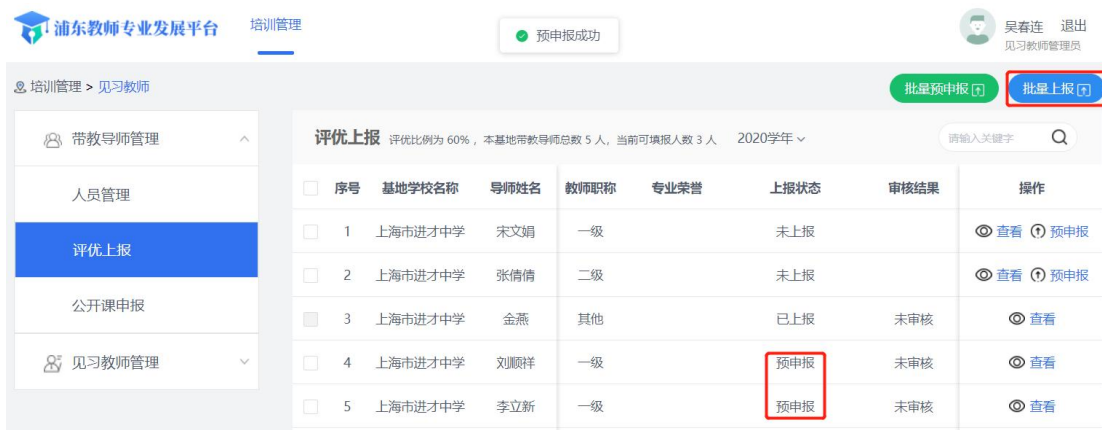 浦东教师专业发展平台 培训管理 预申报成功 吴春连 退出
见习教师管理员
培训管理 > 见习教师 批量预申报 批量上报
带教导师管理 评优上报 评优比例为 60% ，本基地带教导师总数 5 人，当前可填报人数 3 人 2020学年 请输入关键字
人员管理 序号 基地学校名称 导师姓名 教师职称 专业荣誉 上报状态 审核结果 操作
1 上海市进才中学 宋文娟 一级 未上报 查看 预申报
评优上报
2 上海市进才中学 张倩倩 二级 未上报 查看 预申报
公开课申报
3 上海市进才中学 金燕 其他 已上报 未审核 查看
见习教师管理 4 上海市进才中学 刘顺祥 一级 预申报 未审核 查看
5 上海市进才中学 李立新 一级 预申报 未审核 查看